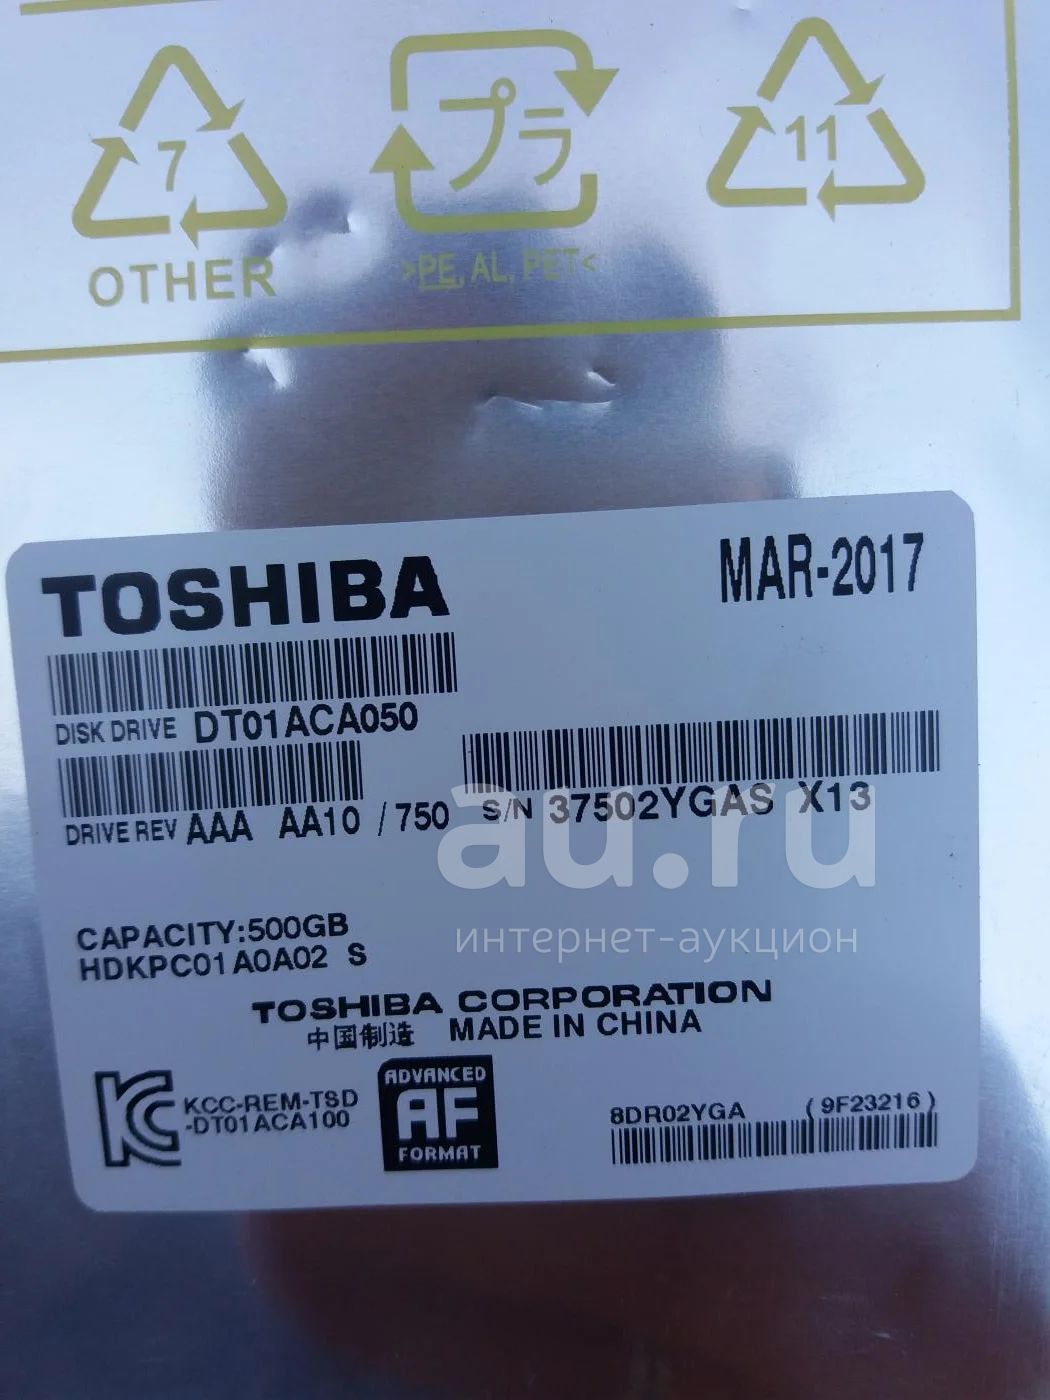 7
プラ
11
OTHER
>PE, AL, PET<
TOSHIBA
MAR-2017
DISK DRIVE DT01ACA050
DRIVE REV AAA AA10 / 750
S/N 37502YGAS X13
au.ru
интернет-аукцион
CAPACITY:500GB
HDKPC01A0A02 S
TOSHIBA CORPORATION
中国制造 MADE IN CHINA
KCC-REM-TSD
-DT01ACA100
ADVANCED
AF
FORMAT
8DR02YGA (9F23216)